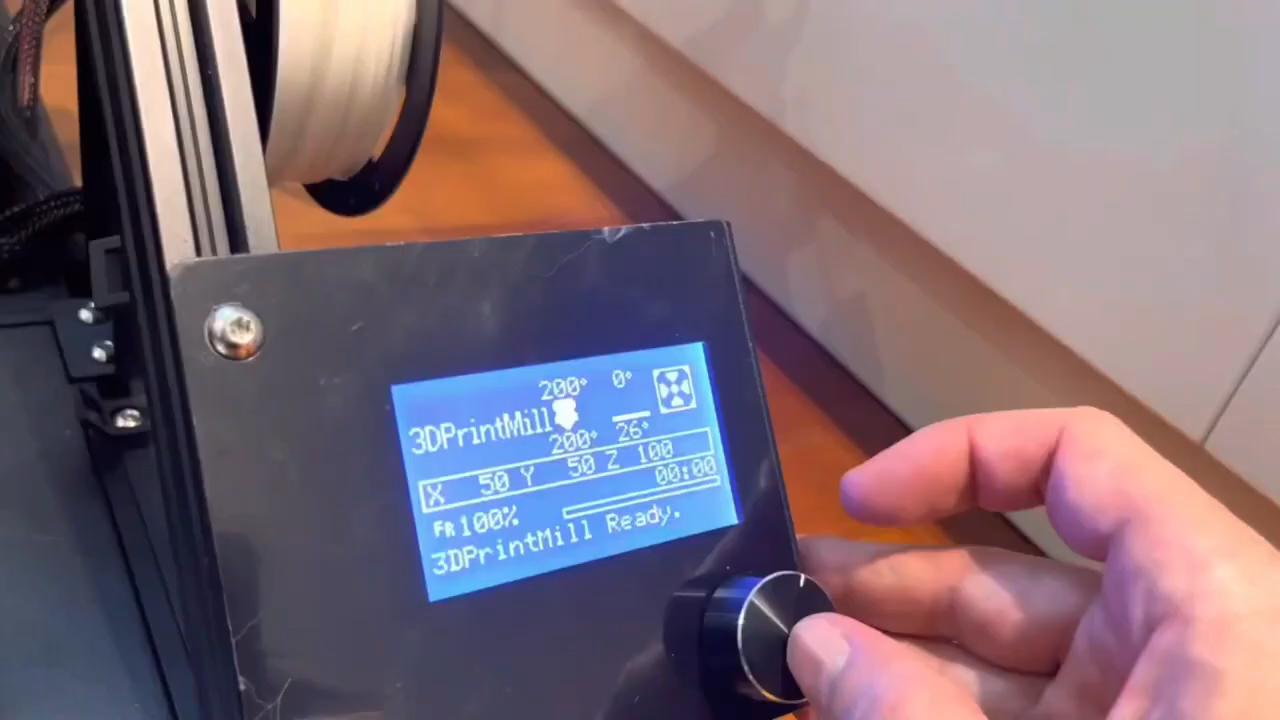 200° 0°
3DPrintMill
200° 26°
X 50 Y 50 Z 100
00:00
FR 100%
3DPrintMill Ready.